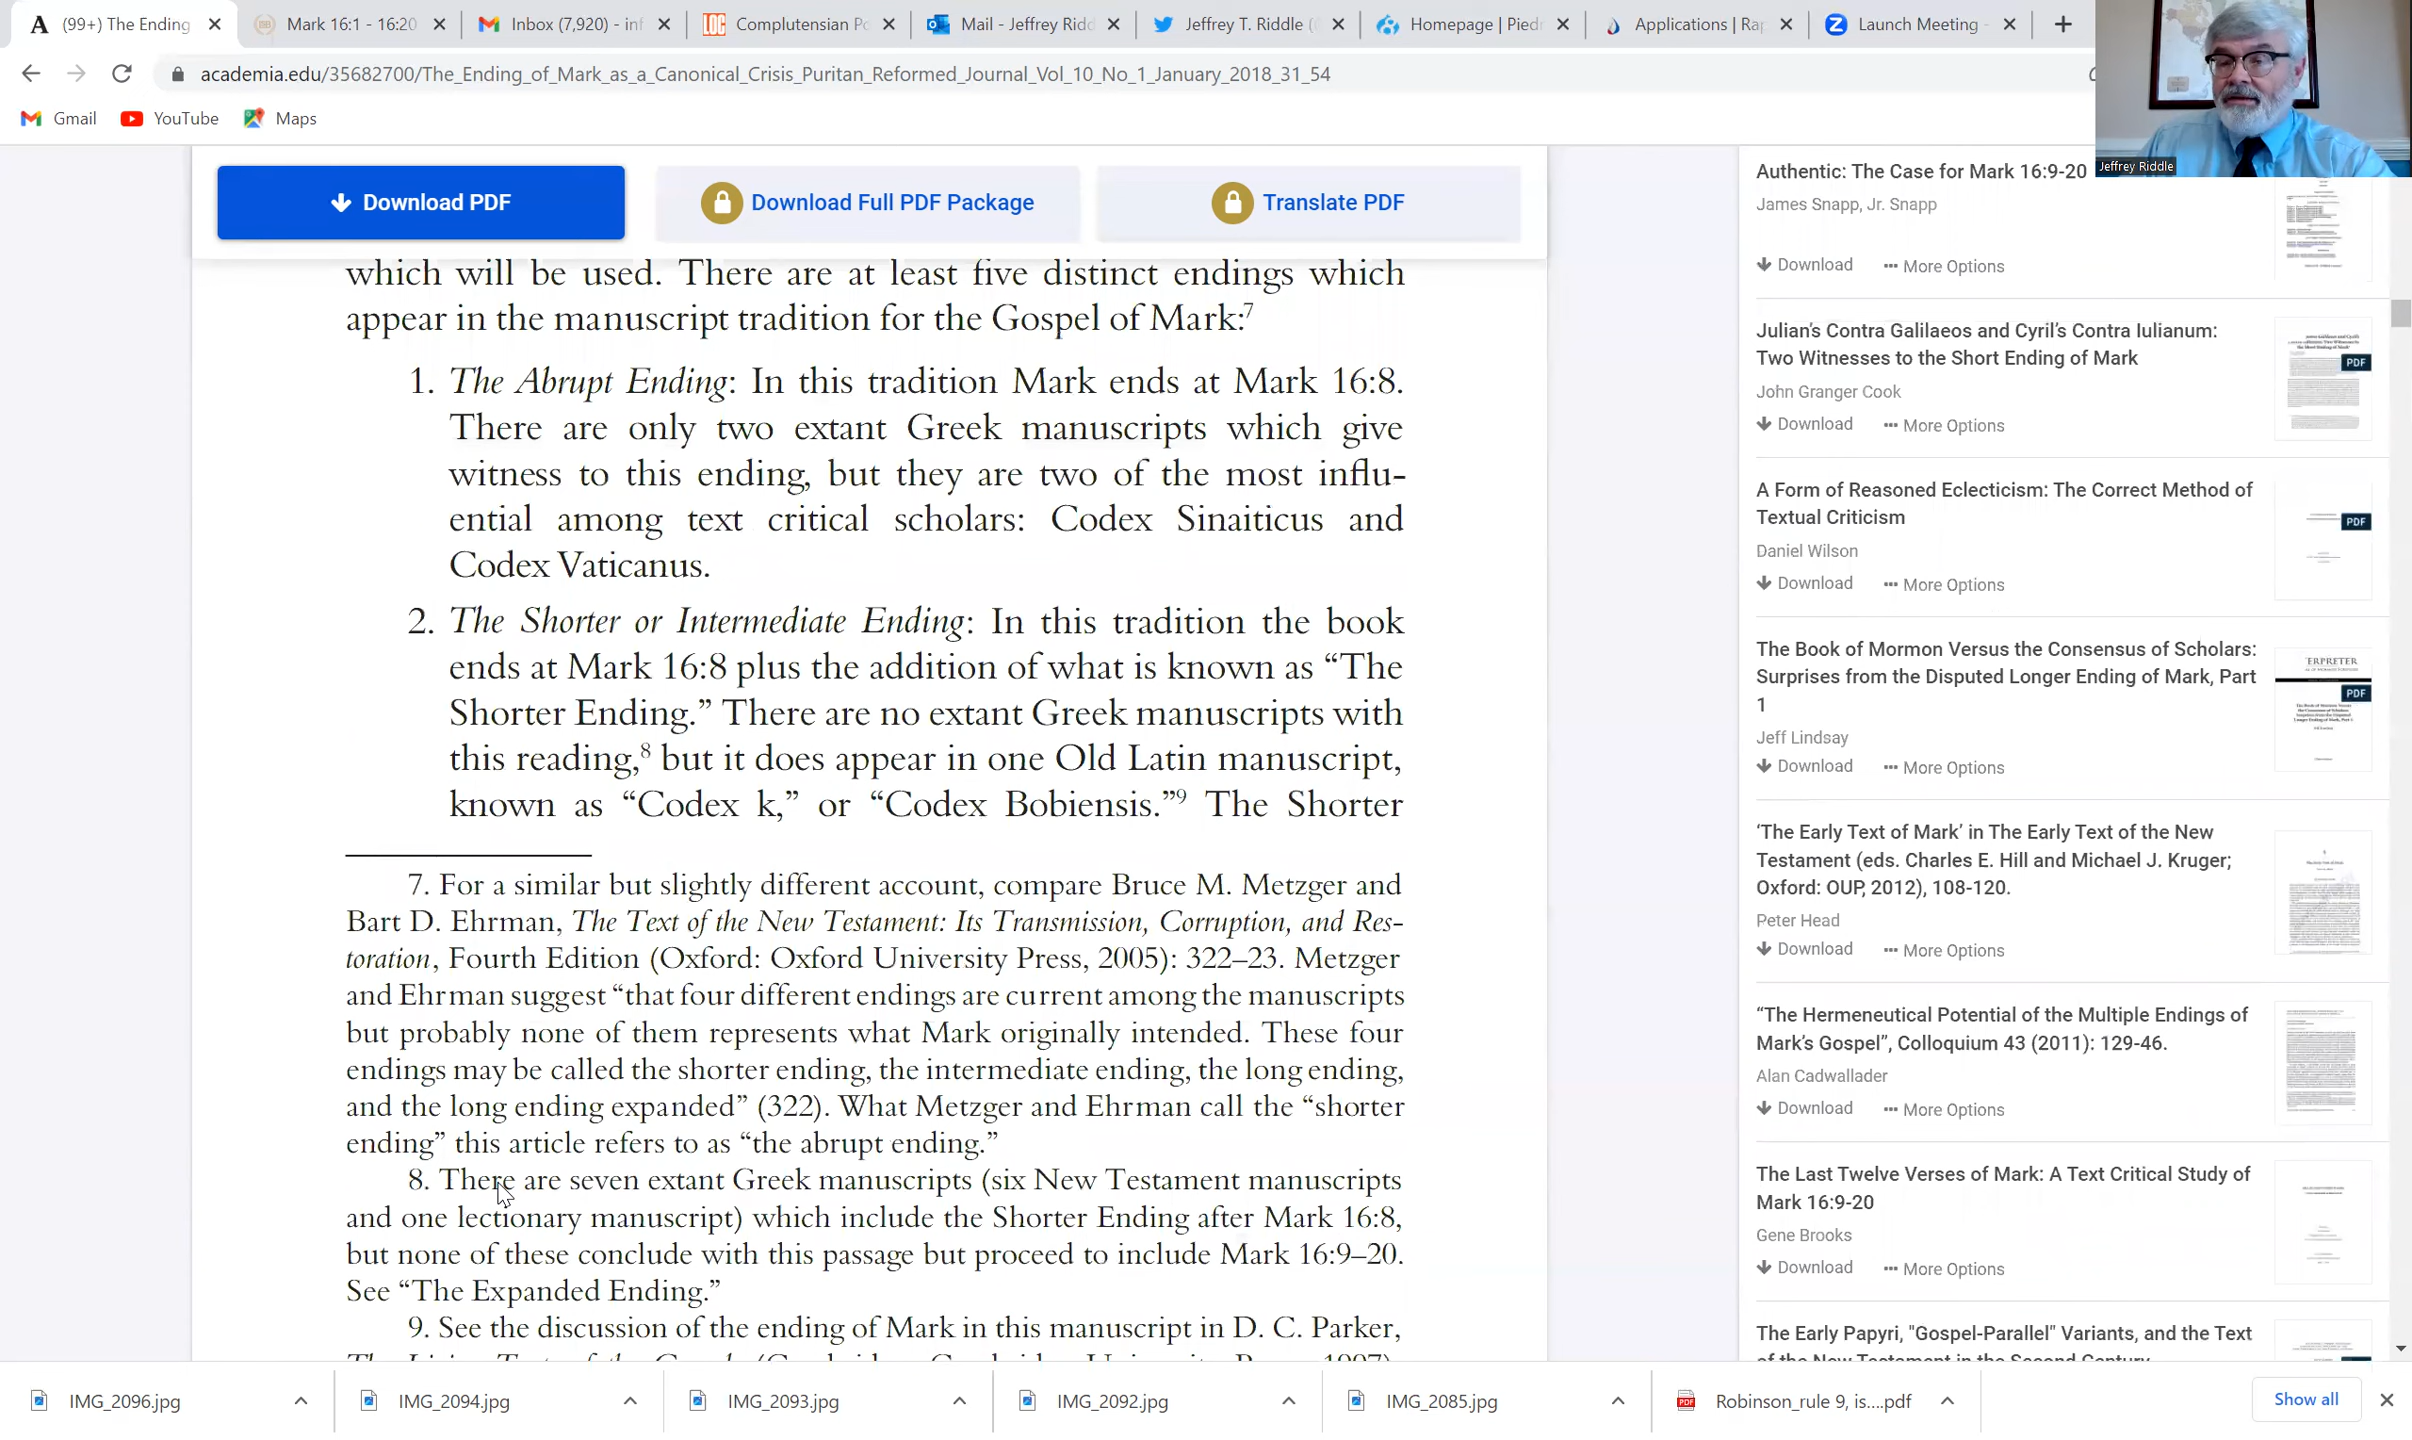 (99+) The Ending
Mark 16:1 - 16:20
Inbox (7,920) - inf
Complutensian Po
Mail - Jeffrey Ridd
Jeffrey T. Riddle (
Homepage | Piedr
Applications | Rap
Launch Meeting -
academia.edu/35682700/The_Ending_of_Mark_as_a_Canonical_Crisis_Puritan_Reformed_Journal_Vol_10_No_1_January_2018_31_54
Gmail
YouTube
Maps
Jeffrey Riddle
Download PDF
Download Full PDF Package
Translate PDF
which will be used. There are at least five distinct endings which
appear in the manuscript tradition for the Gospel of Mark:7
1. The Abrupt Ending: In this tradition Mark ends at Mark 16:8.
There are only two extant Greek manuscripts which give
witness to this ending, but they are two of the most influ-
ential among text critical scholars: Codex Sinaiticus and
Codex Vaticanus.
2. The Shorter or Intermediate Ending: In this tradition the book
ends at Mark 16:8 plus the addition of what is known as “The
Shorter Ending.” There are no extant Greek manuscripts with
this reading,8 but it does appear in one Old Latin manuscript,
known as “Codex k,” or “Codex Bobiensis.”9 The Shorter
7. For a similar but slightly different account, compare Bruce M. Metzger and
Bart D. Ehrman, The Text of the New Testament: Its Transmission, Corruption, and Res-
toration, Fourth Edition (Oxford: Oxford University Press, 2005): 322–23. Metzger
and Ehrman suggest “that four different endings are current among the manuscripts
but probably none of them represents what Mark originally intended. These four
endings may be called the shorter ending, the intermediate ending, the long ending,
and the long ending expanded” (322). What Metzger and Ehrman call the “shorter
ending” this article refers to as “the abrupt ending.”
8. There are seven extant Greek manuscripts (six New Testament manuscripts
and one lectionary manuscript) which include the Shorter Ending after Mark 16:8,
but none of these conclude with this passage but proceed to include Mark 16:9–20.
See “The Expanded Ending.”
9. See the discussion of the ending of Mark in this manuscript in D. C. Parker,
Authentic: The Case for Mark 16:9-20
James Snapp, Jr. Snapp
Download
More Options
Julian’s Contra Galilaeos and Cyril’s Contra Iulianum:
Two Witnesses to the Short Ending of Mark
PDF
John Granger Cook
Download
More Options
A Form of Reasoned Eclecticism: The Correct Method of
Textual Criticism
PDF
Daniel Wilson
Download
More Options
The Book of Mormon Versus the Consensus of Scholars:
Surprises from the Disputed Longer Ending of Mark, Part
1
ERPRETER
PDF
Jeff Lindsay
Download
More Options
‘The Early Text of Mark’ in The Early Text of the New
Testament (eds. Charles E. Hill and Michael J. Kruger;
Oxford: OUP, 2012), 108-120.
Peter Head
Download
More Options
“The Hermeneutical Potential of the Multiple Endings of
Mark’s Gospel”, Colloquium 43 (2011): 129-46.
Alan Cadwallader
Download
More Options
The Last Twelve Verses of Mark: A Text Critical Study of
Mark 16:9-20
Gene Brooks
Download
More Options
The Early Papyri, "Gospel-Parallel" Variants, and the Text
of the New Testament in the Second Century
IMG_2096.jpg
IMG_2094.jpg
IMG_2093.jpg
IMG_2092.jpg
IMG_2085.jpg
Robinson_rule 9, is....pdf
Show all